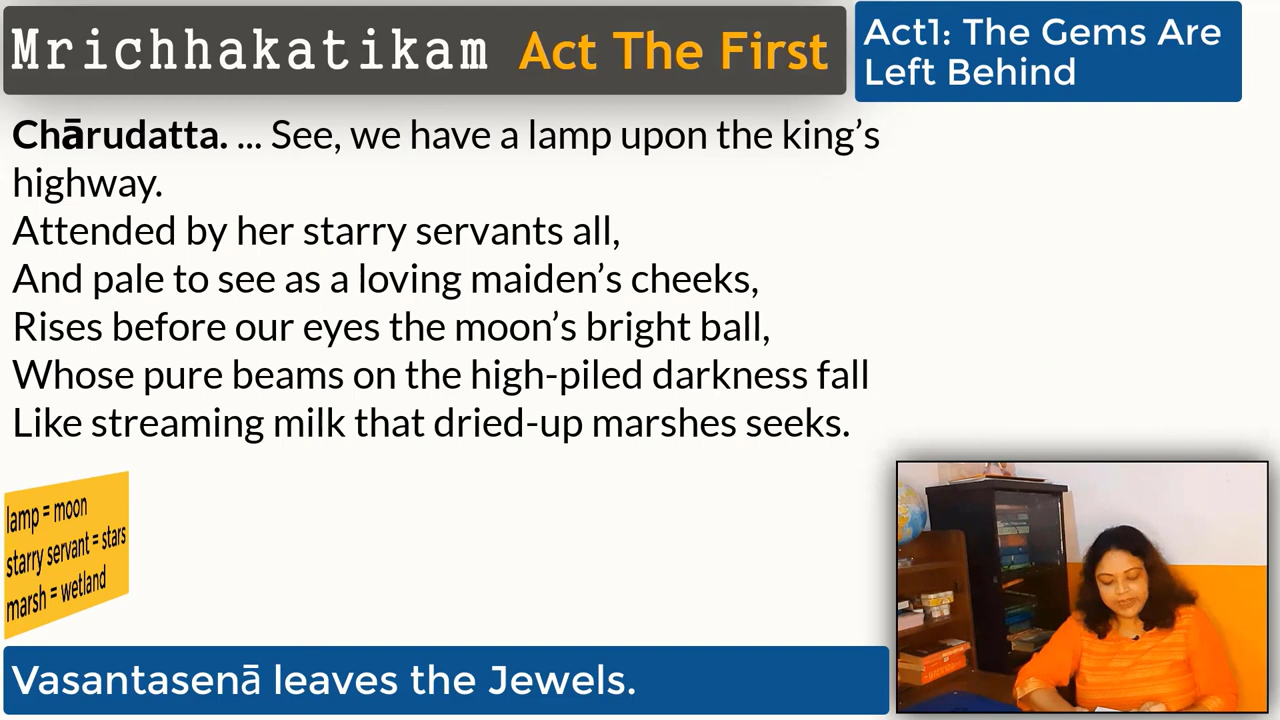 Mrichhakatikam Act The First
Act1: The Gems Are
Left Behind
Chārudatta. ... See, we have a lamp upon the king’s
highway.
Attended by her starry servants all,
And pale to see as a loving maiden’s cheeks,
Rises before our eyes the moon’s bright ball,
Whose pure beams on the high-piled darkness fall
Like streaming milk that dried-up marshes seeks.
lamp = moon
starry servant = stars
marsh = wetland
Vasantasenā leaves the Jewels.